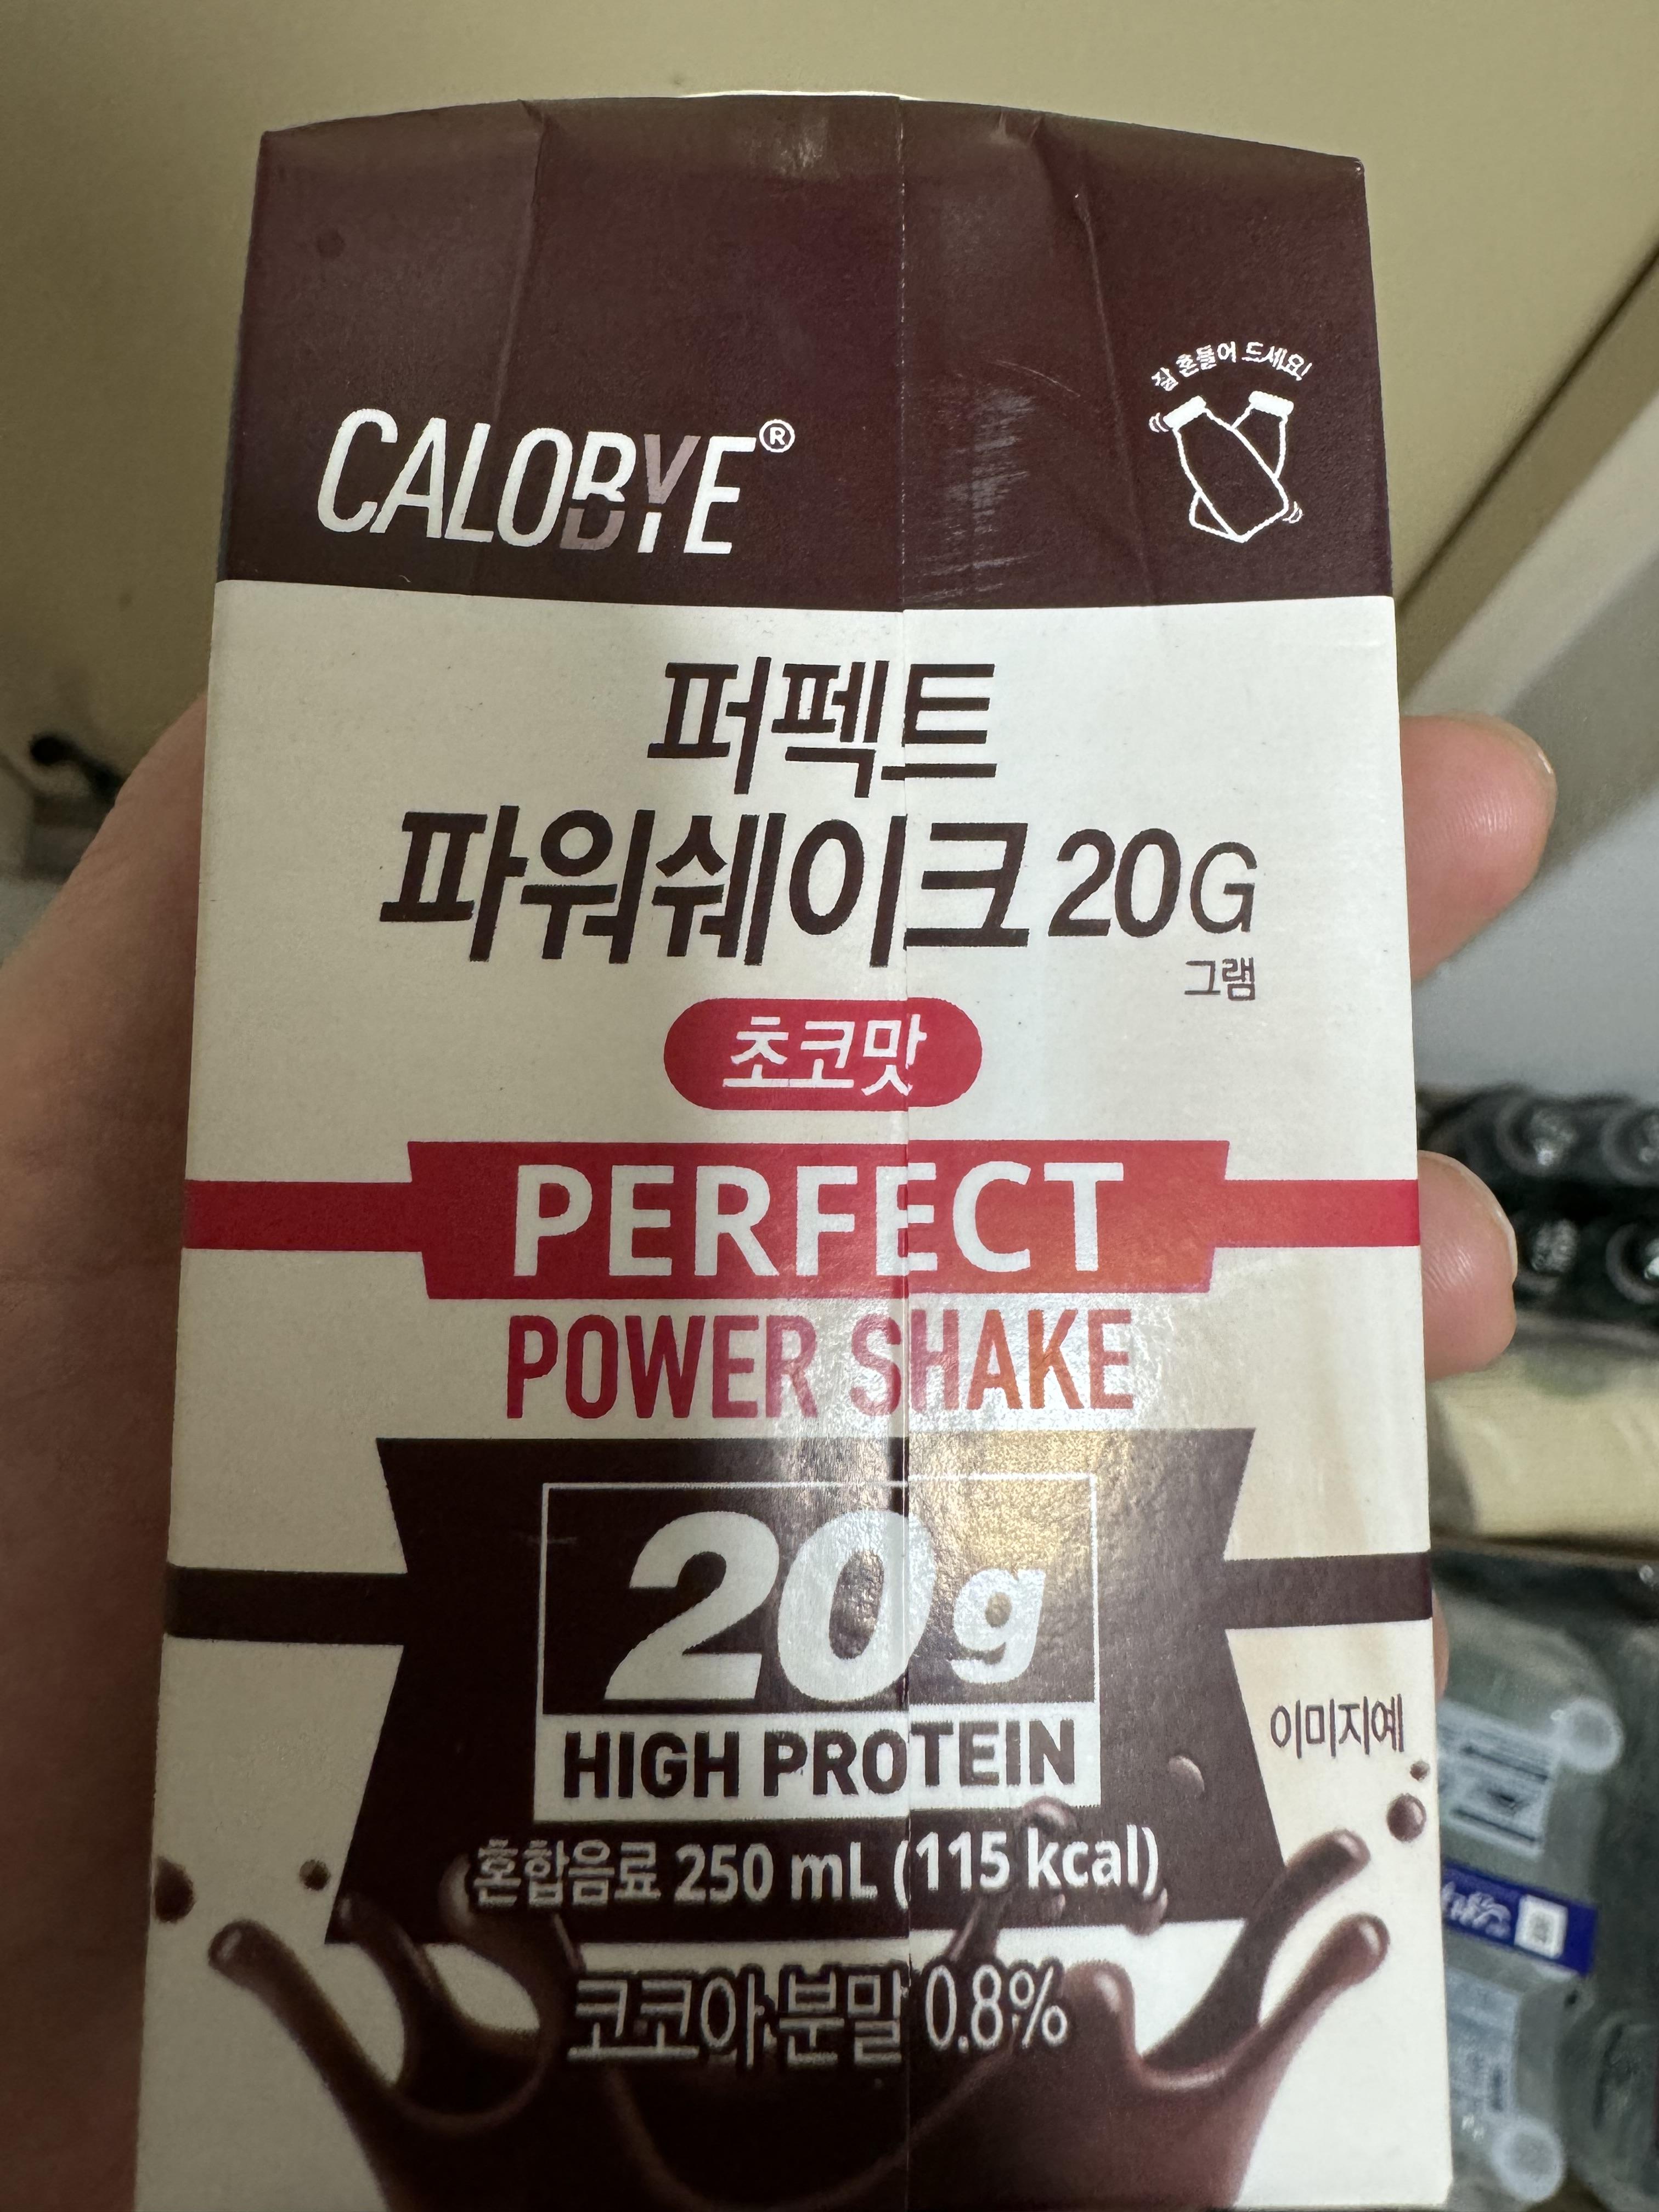 잘 흔들어 드세요!
CALOBYE®
퍼펙트
파워쉐이크 20G
그램
초코맛
PERFECT
POWER SHAKE
20g
HIGH PROTEIN
이미지예
혼합음료 250 mL (115 kcal)
코코아분말 0.8%